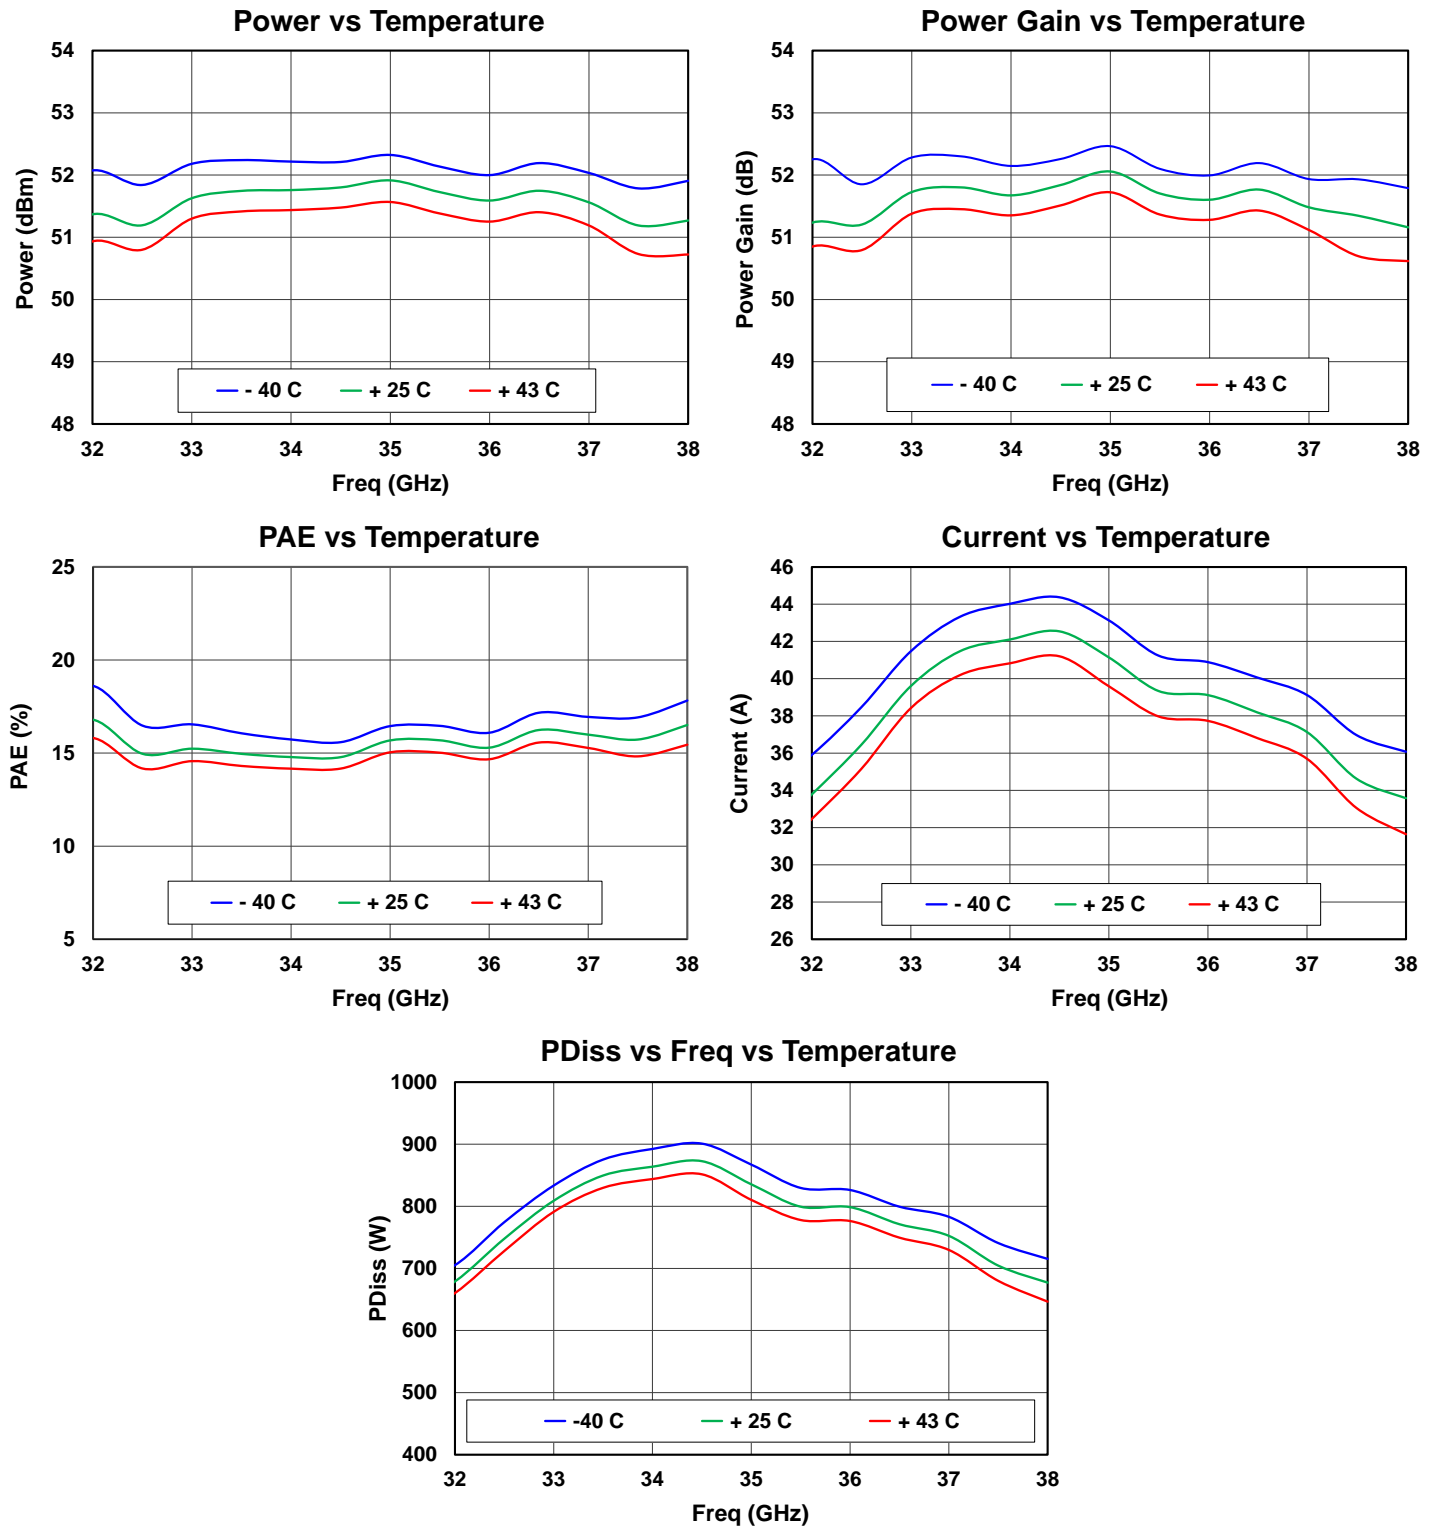 Power vs Temperature
54
53
52
51
50
49
48
Power (dBm)
- 40 C + 25 C + 43 C
32 33 34 35 36 37 38
Freq (GHz)
Power Gain vs Temperature
54
53
52
51
50
49
48
Power Gain (dB)
- 40 C + 25 C + 43 C
32 33 34 35 36 37 38
Freq (GHz)
PAE vs Temperature
25
20
15
10
5
PAE (%)
- 40 C + 25 C + 43 C
32 33 34 35 36 37 38
Freq (GHz)
Current vs Temperature
46
44
42
40
38
36
34
32
30
28
26
Current (A)
- 40 C + 25 C + 43 C
32 33 34 35 36 37 38
Freq (GHz)
PDiss vs Freq vs Temperature
1000
900
800
700
600
500
400
PDiss (W)
-40 C + 25 C + 43 C
32 33 34 35 36 37 38
Freq (GHz)